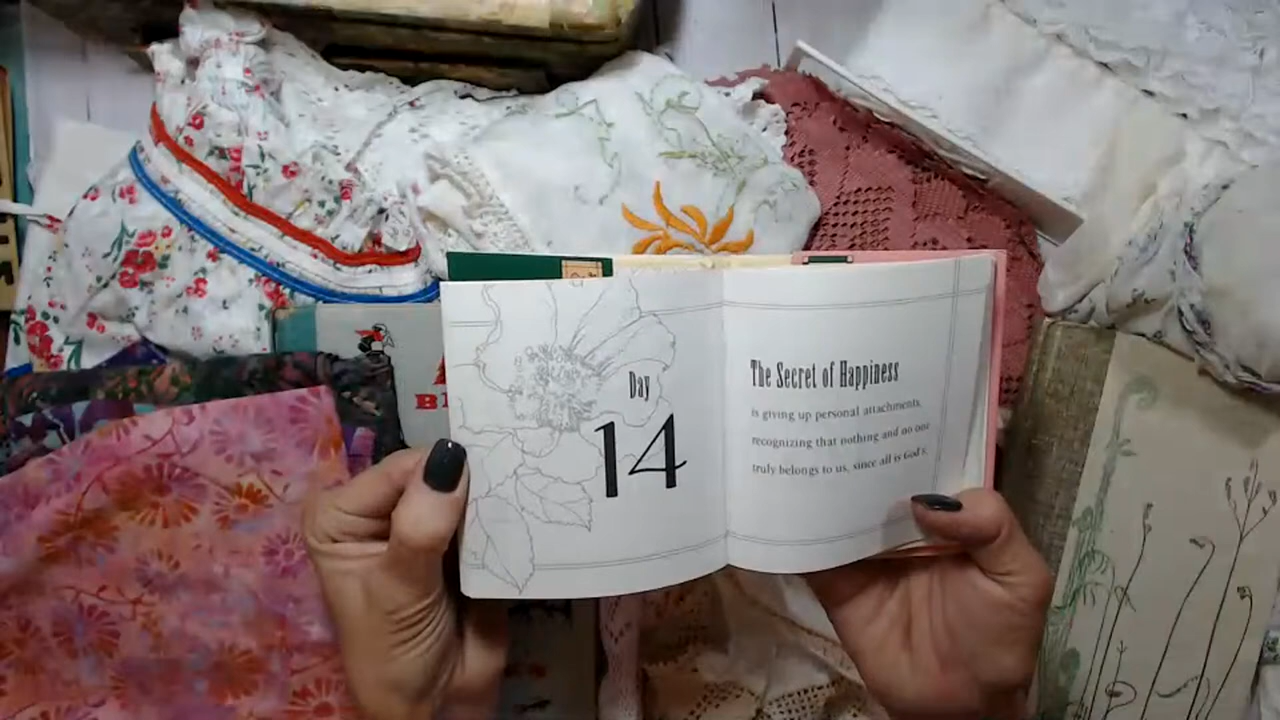 Day
14
The Secret of Happiness
is giving up personal attachments,
recognizing that nothing and no one
truly belongs to us, since all is God's.